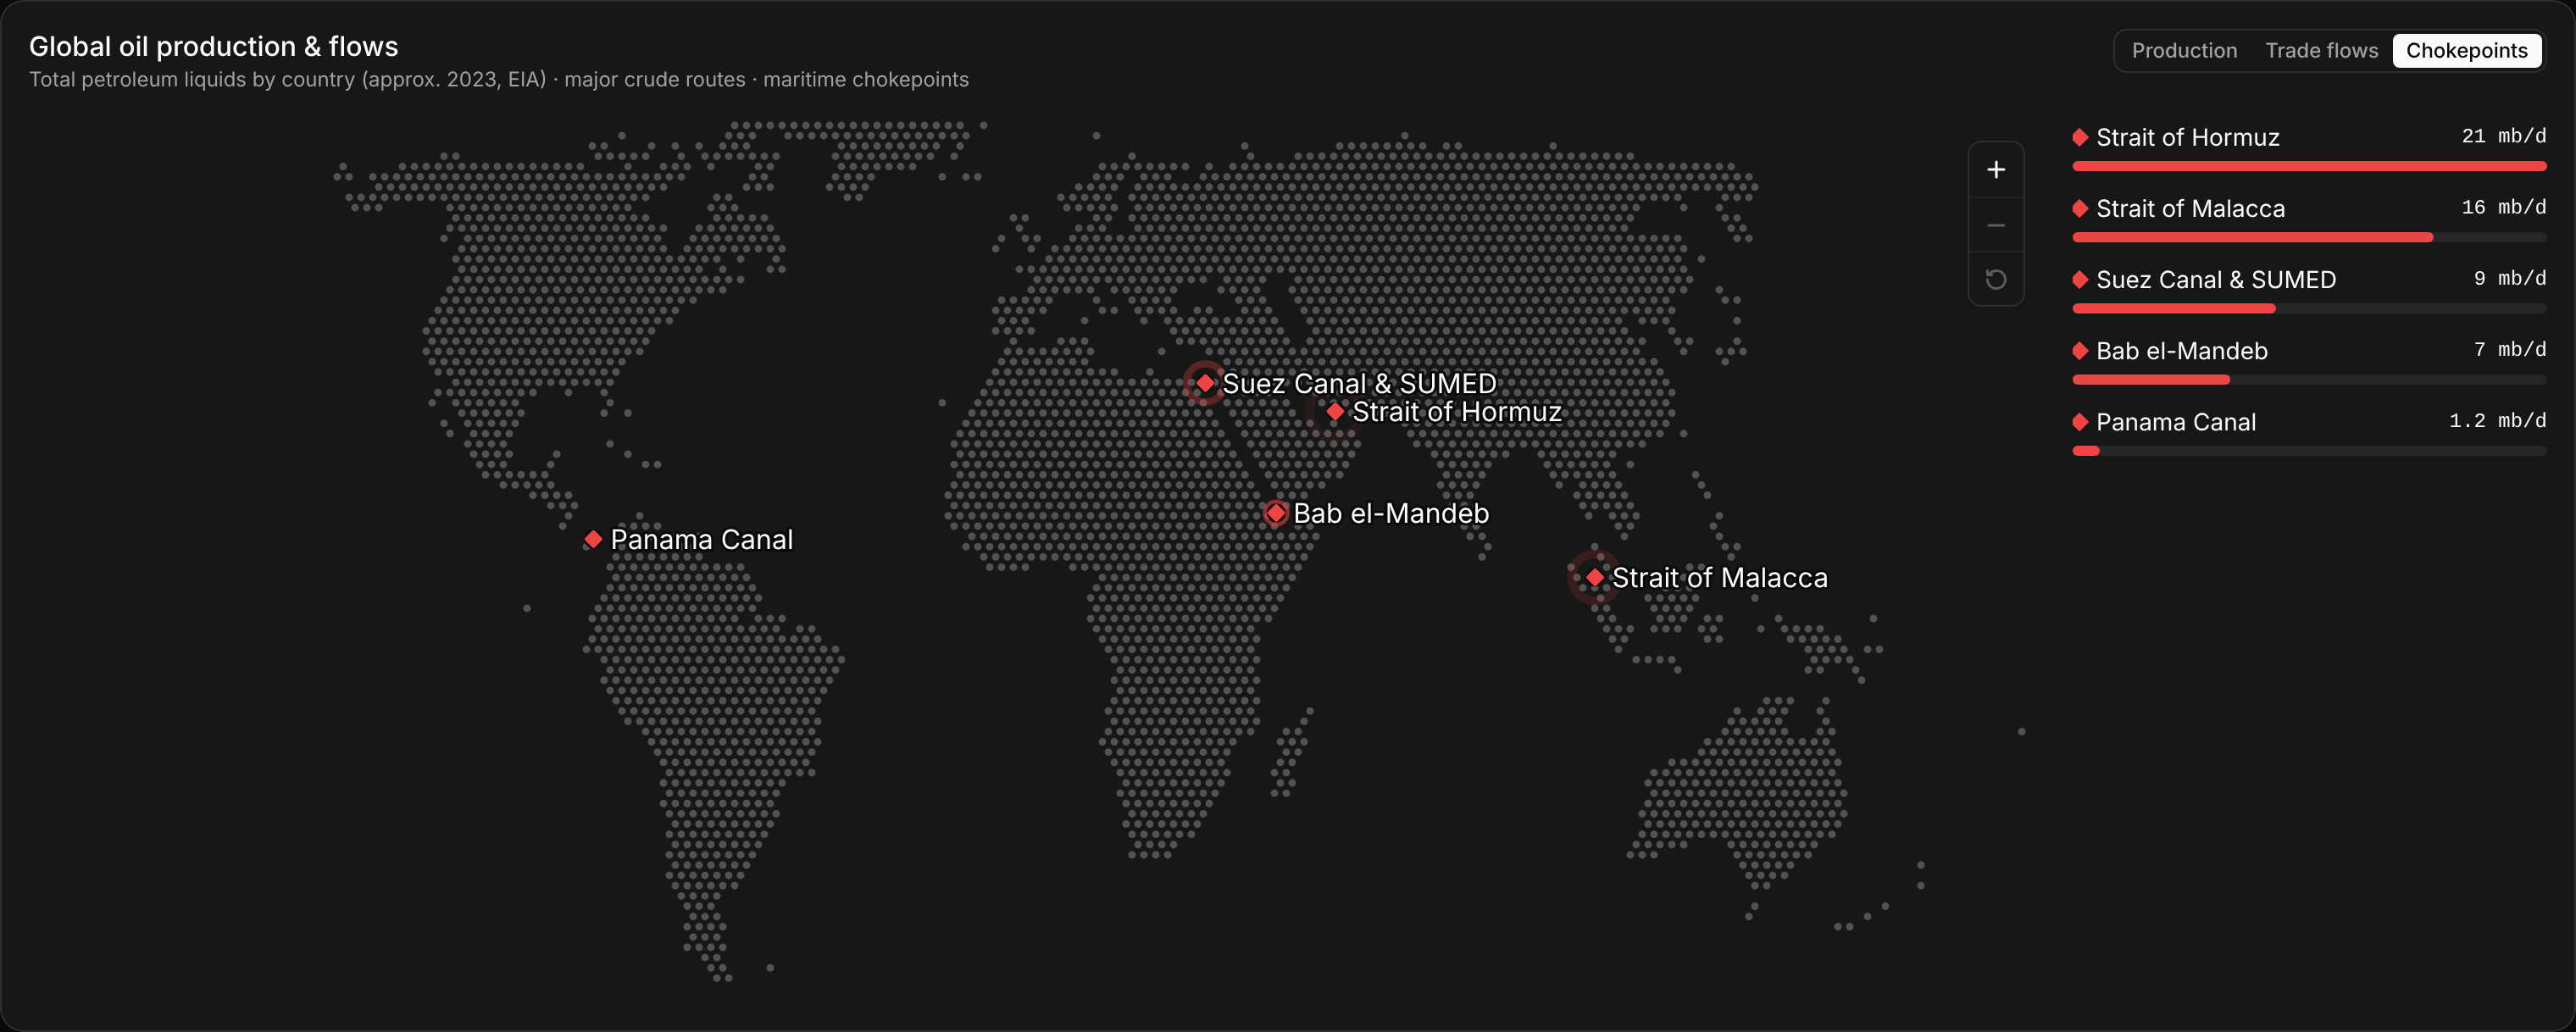 Global oil production & flows
Total petroleum liquids by country (approx. 2023, EIA) · major crude routes · maritime chokepoints
Production Trade flows Chokepoints
Strait of Hormuz 21 mb/d
Strait of Malacca 16 mb/d
Suez Canal & SUMED 9 mb/d
Bab el-Mandeb 7 mb/d
Panama Canal 1.2 mb/d
Suez Canal & SUMED
Strait of Hormuz
Bab el-Mandeb
Panama Canal
Strait of Malacca